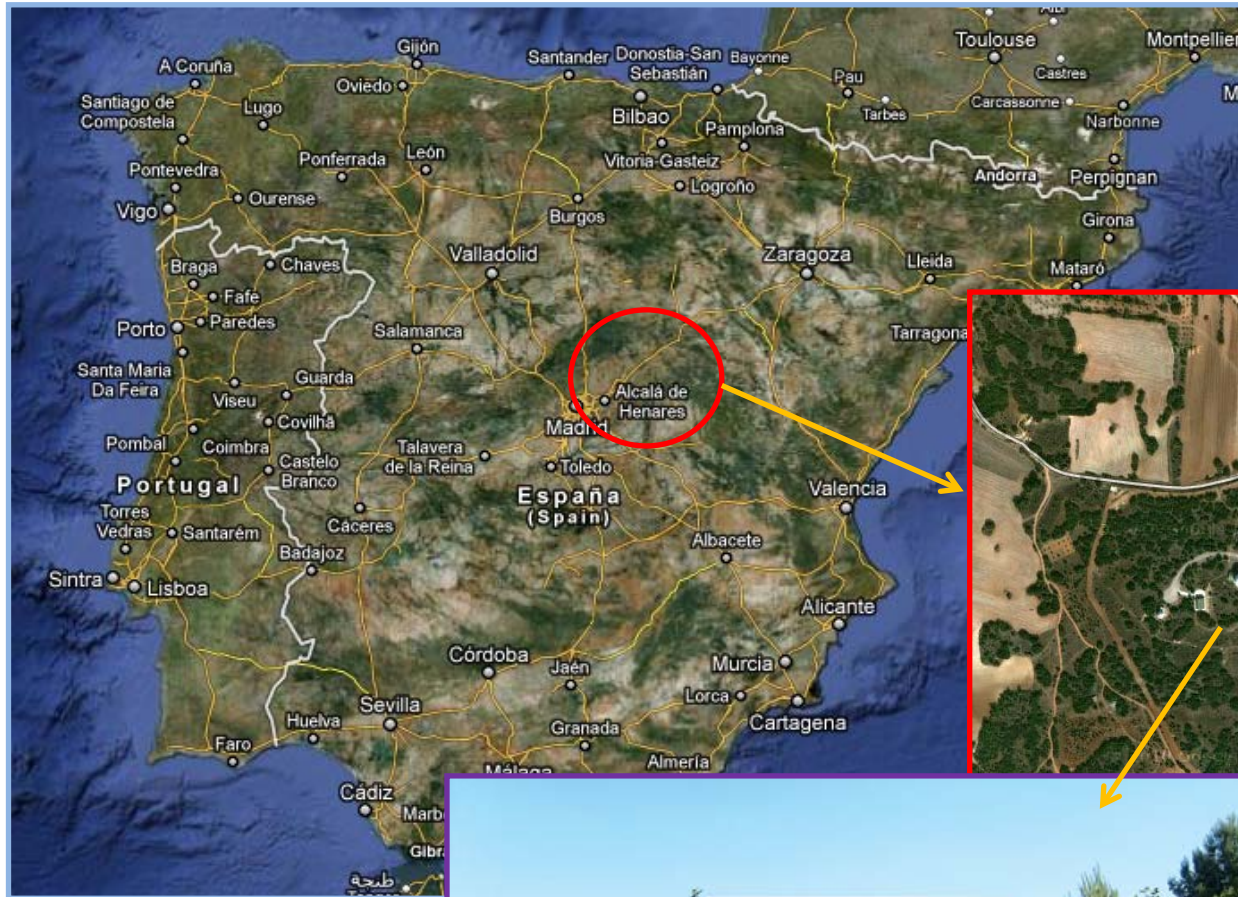 Gijón
A Coruña
Oviedo
Santander
Donostia-San
Sebastián
Bayonne
Toulouse
Montpellier
Castres
Pau
Tarbes
Carcassonne
Narbonne
Santiago de
Compostela
Lugo
Bilbao
Pamplona
Vitoria-Gasteiz
Logroño
Andorra
Perpignan
Pontevedra
Ponferrada
León
Vigo
Ourense
Burgos
Girona
Braga
Chaves
Valladolid
Zaragoza
Lleida
Mataró
Fafe
Porto
Paredes
Salamanca
Tarragona
Santa Maria
Da Feira
Viseu
Guarda
Alcalá de
Henares
Covilhã
Madrid
Pombal
Coimbra
Talavera
de la Reina
Castelo
Branco
Toledo
Portugal
España
(Spain)
Valencia
Torres
Vedras
Santarém
Cáceres
Albacete
Badajoz
Sintra
Lisboa
Alicante
Córdoba
Jaén
Murcia
Lorca
Cartagena
Sevilla
Huelva
Granada
Faro
Almería
Málaga
Cádiz
Marb
Gibr
طنجة